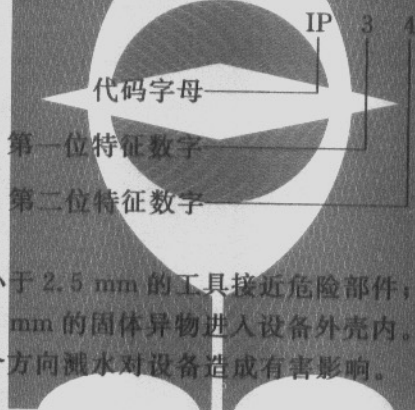 IP 3 4
代码字母
第一位特征数字
第二位特征数字
于 2.5 mm 的工具接近危险部件;
mm 的固体异物进入设备外壳内。
方向溅水对设备造成有害影响。